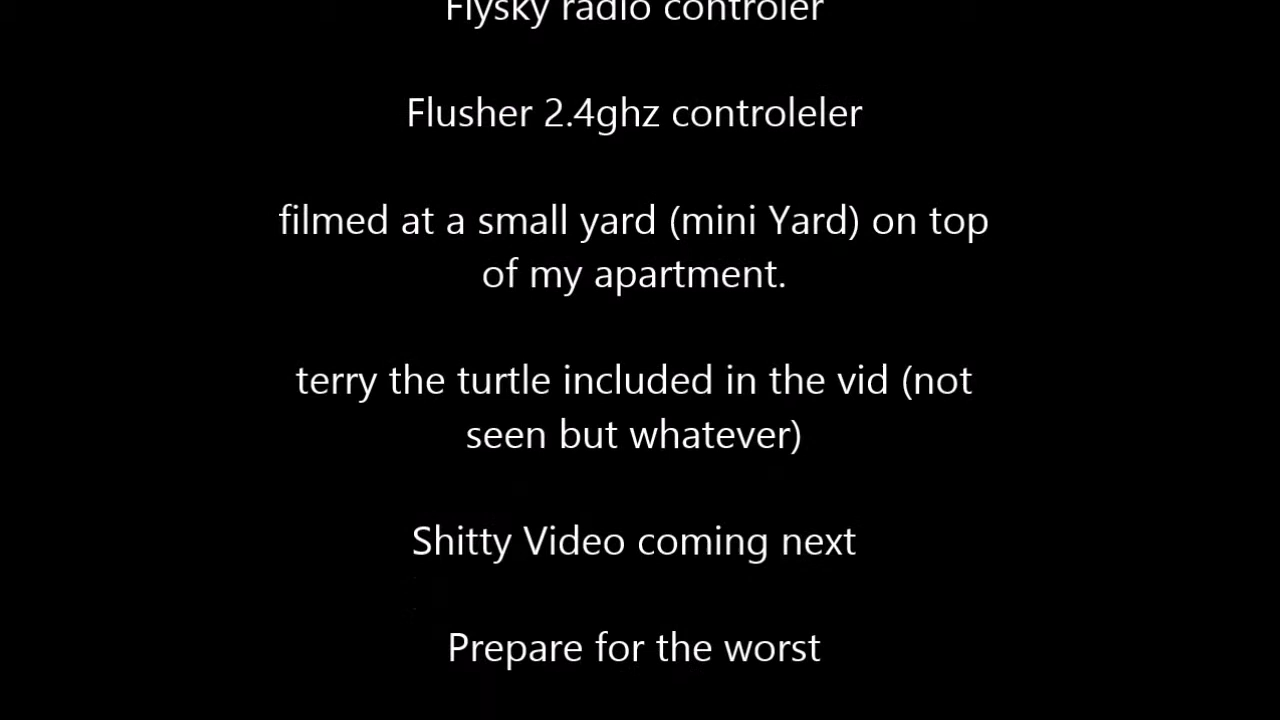 Flysky radio controler
Flusher 2.4ghz controleler
filmed at a small yard (mini Yard) on top
of my apartment.
terry the turtle included in the vid (not
seen but whatever)
Shitty Video coming next
Prepare for the worst